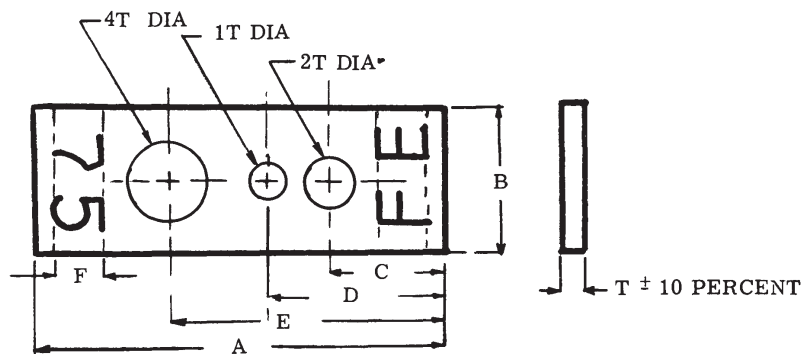 4T DIA
1T DIA
2T DIA
75
FE
B
F
C
D
E
A
T ± 10 PERCENT